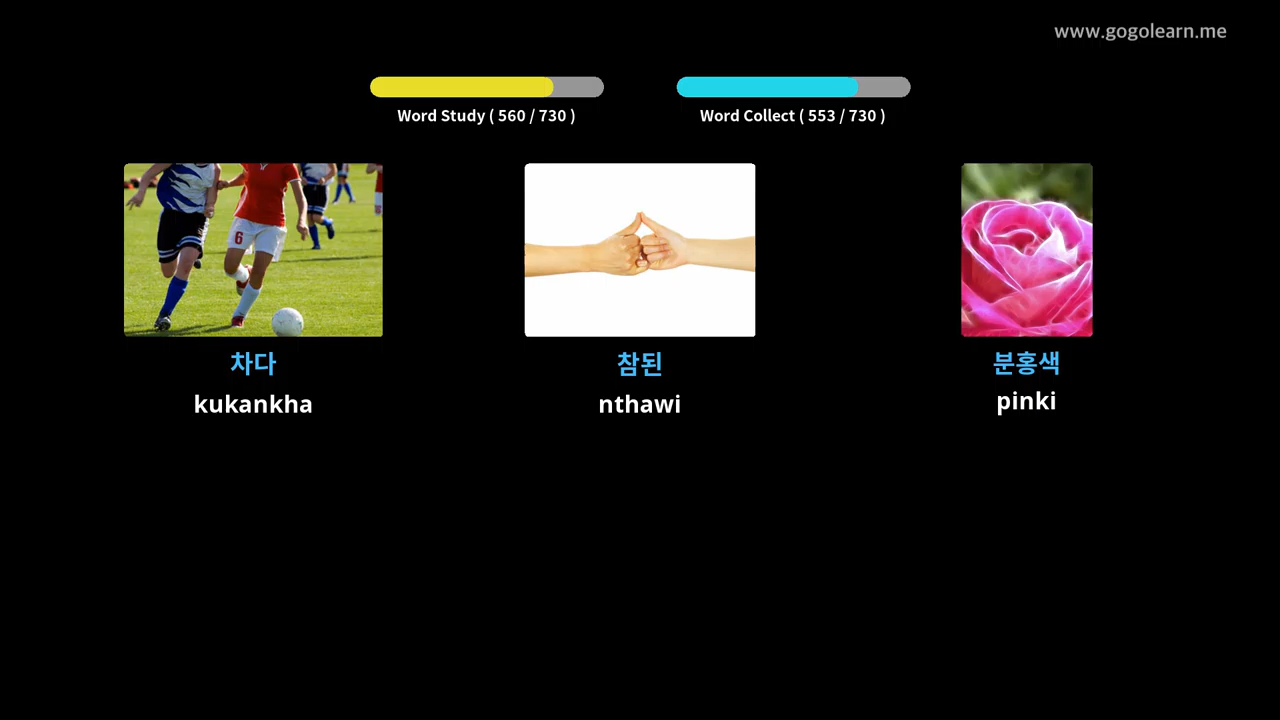 www.gogolearn.me
Word Study ( 560 / 730 )
Word Collect ( 553 / 730 )
6
차다
참된
분홍색
kukankha
nthawi
pinki